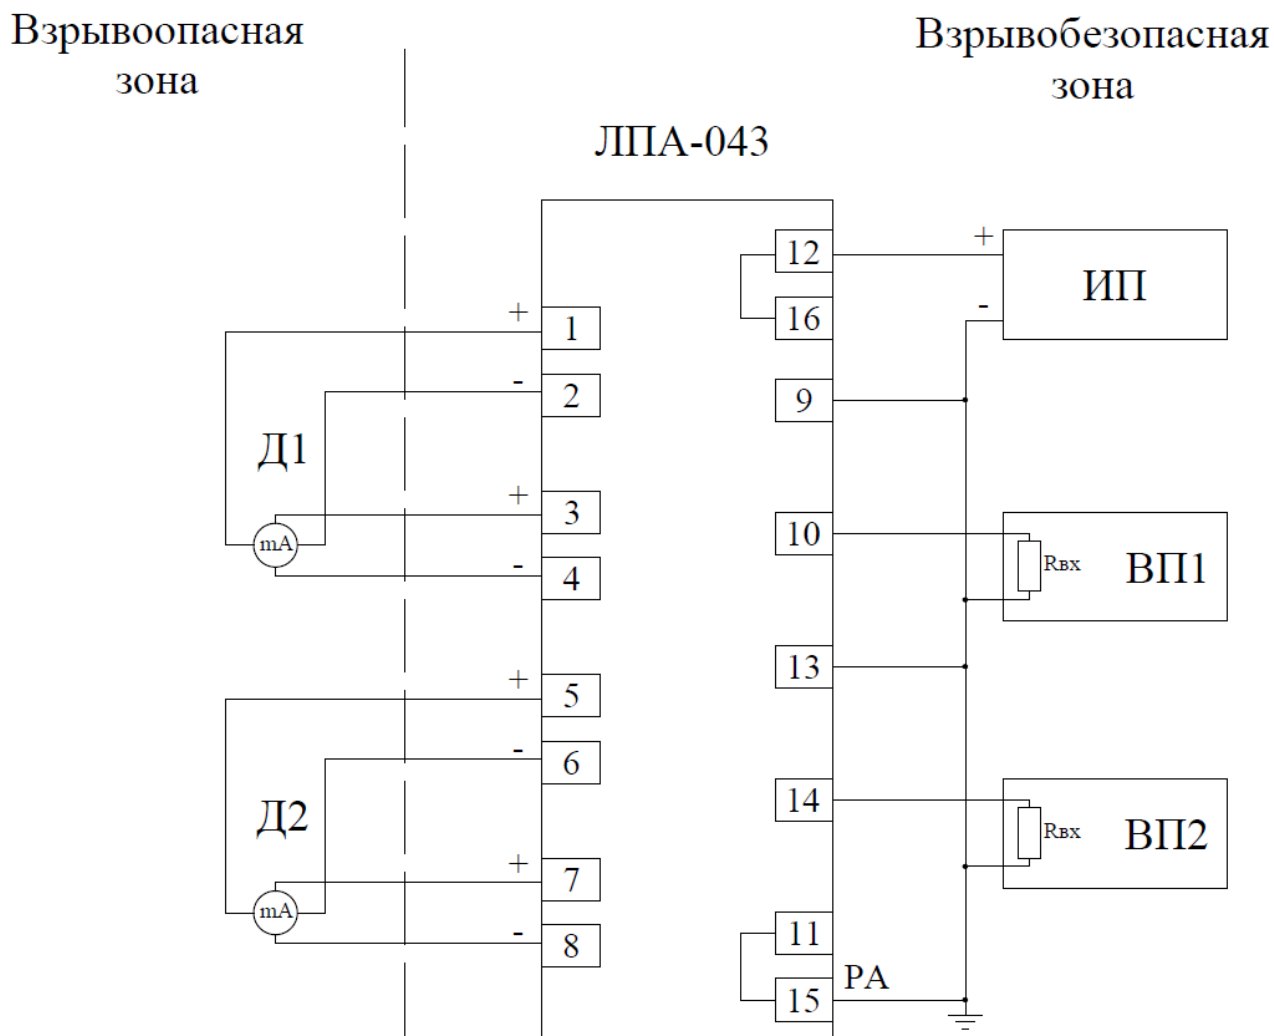 Взрывоопасная
зона
Взрывобезопасная
зона
ЛПА-043
12
+
ИП
16
-
+
1
-
2
9
Д1
+
3
mA
-
4
10
Rвх
ВП1
13
+
5
-
6
14
Rвх
ВП2
Д2
+
7
mA
-
8
11
15
PA